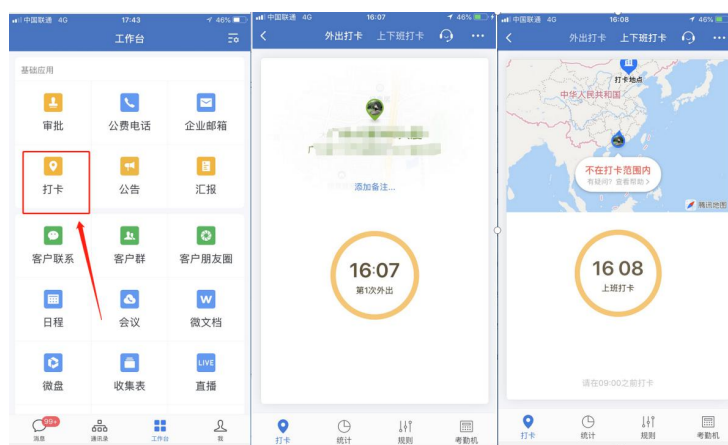 中国联通 4G 17:43 46%
工作台
基础应用
审批 公费电话 企业邮箱
打卡 公告 汇报
客户联系 客户群 客户朋友圈
日程 会议 微文档
LIVE
微盘 收集表 直播
99+
消息 通讯录 工作台 我
中国联通 4G 16:07 46%
外出打卡 上下班打卡
广
添加备注...
16:07
第1次外出
打卡 统计 规则 考勤机
中国联通 4G 16:08 46%
外出打卡 上下班打卡
打卡地点
中华人民共和国
不在打卡范围内
有疑问? 查看帮助 >
腾讯地图
16 08
上班打卡
请在09:00之前打卡
打卡 统计 规则 考勤机